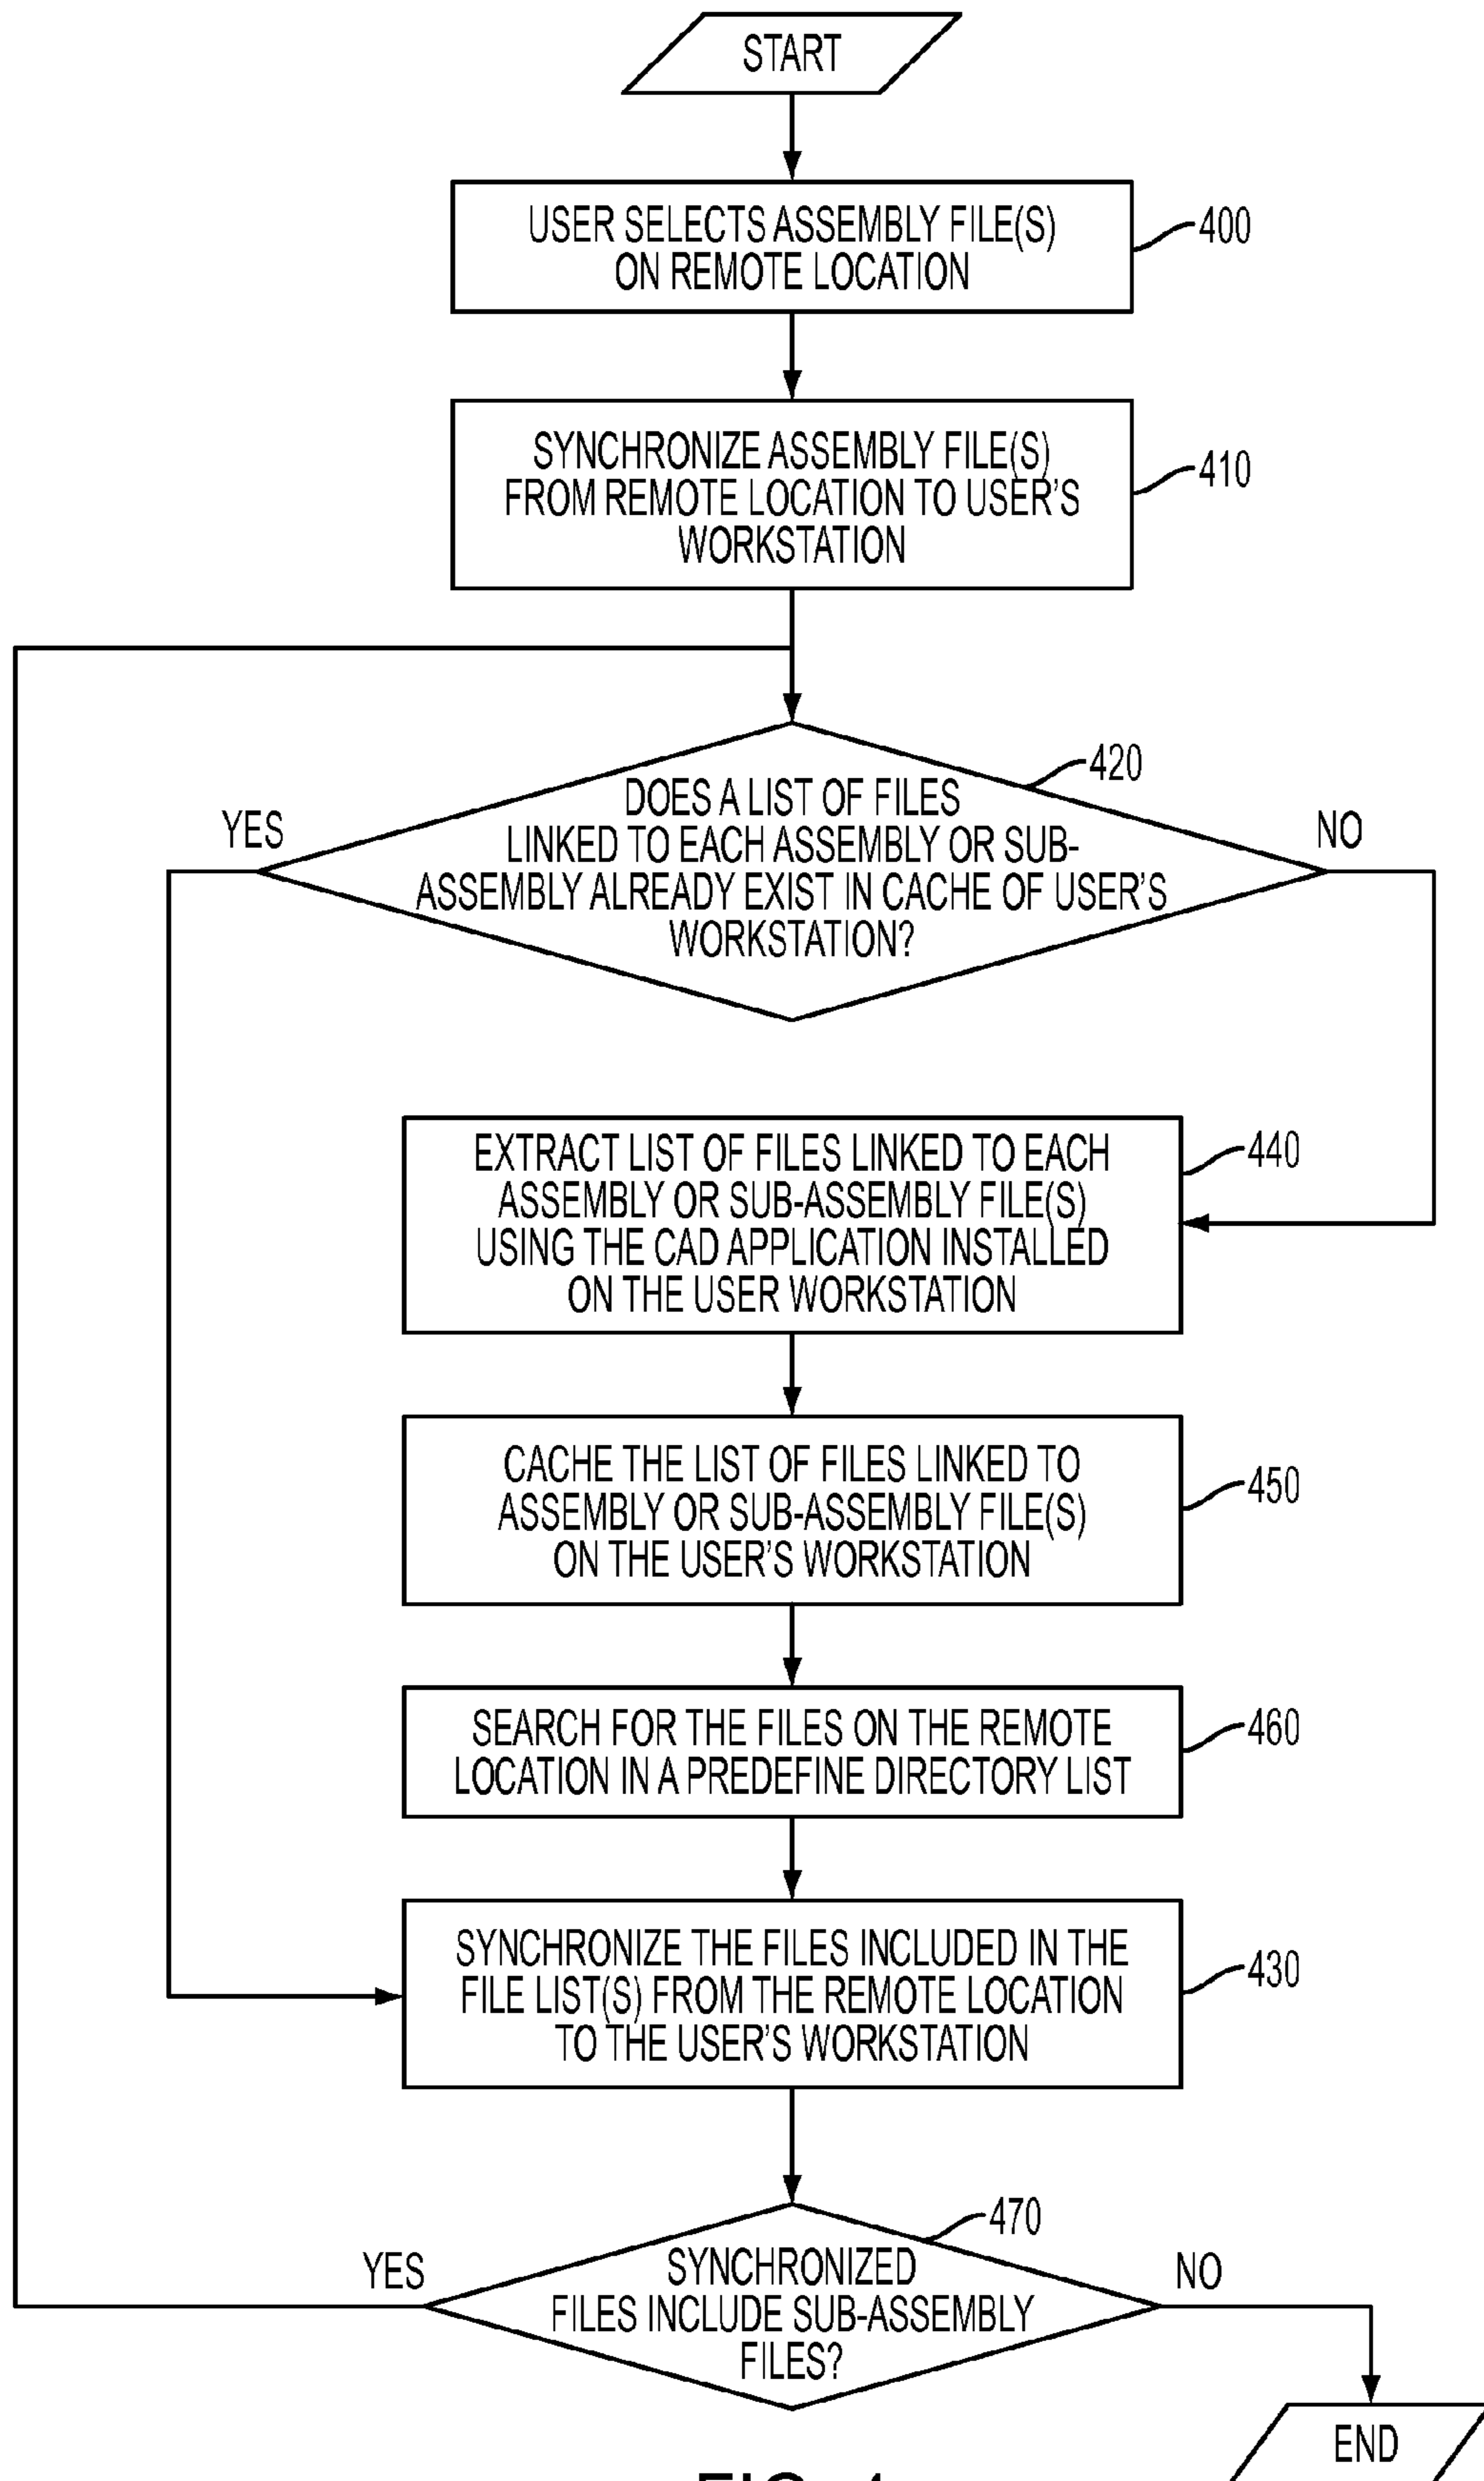 START
USER SELECTS ASSEMBLY FILE(S)
ON REMOTE LOCATION
400
SYNCHRONIZE ASSEMBLY FILE(S)
FROM REMOTE LOCATION TO USER'S
WORKSTATION
410
420
DOES A LIST OF FILES
LINKED TO EACH ASSEMBLY OR SUB-
ASSEMBLY ALREADY EXIST IN CACHE OF USER'S
WORKSTATION?
YES
NO
EXTRACT LIST OF FILES LINKED TO EACH
ASSEMBLY OR SUB-ASSEMBLY FILE(S)
USING THE CAD APPLICATION INSTALLED
ON THE USER WORKSTATION
440
CACHE THE LIST OF FILES LINKED TO
ASSEMBLY OR SUB-ASSEMBLY FILE(S)
ON THE USER'S WORKSTATION
450
SEARCH FOR THE FILES ON THE REMOTE
LOCATION IN A PREDEFINE DIRECTORY LIST
460
SYNCHRONIZE THE FILES INCLUDED IN THE
FILE LIST(S) FROM THE REMOTE LOCATION
TO THE USER'S WORKSTATION
430
470
SYNCHRONIZED
FILES INCLUDE SUB-ASSEMBLY
FILES?
YES
NO
END